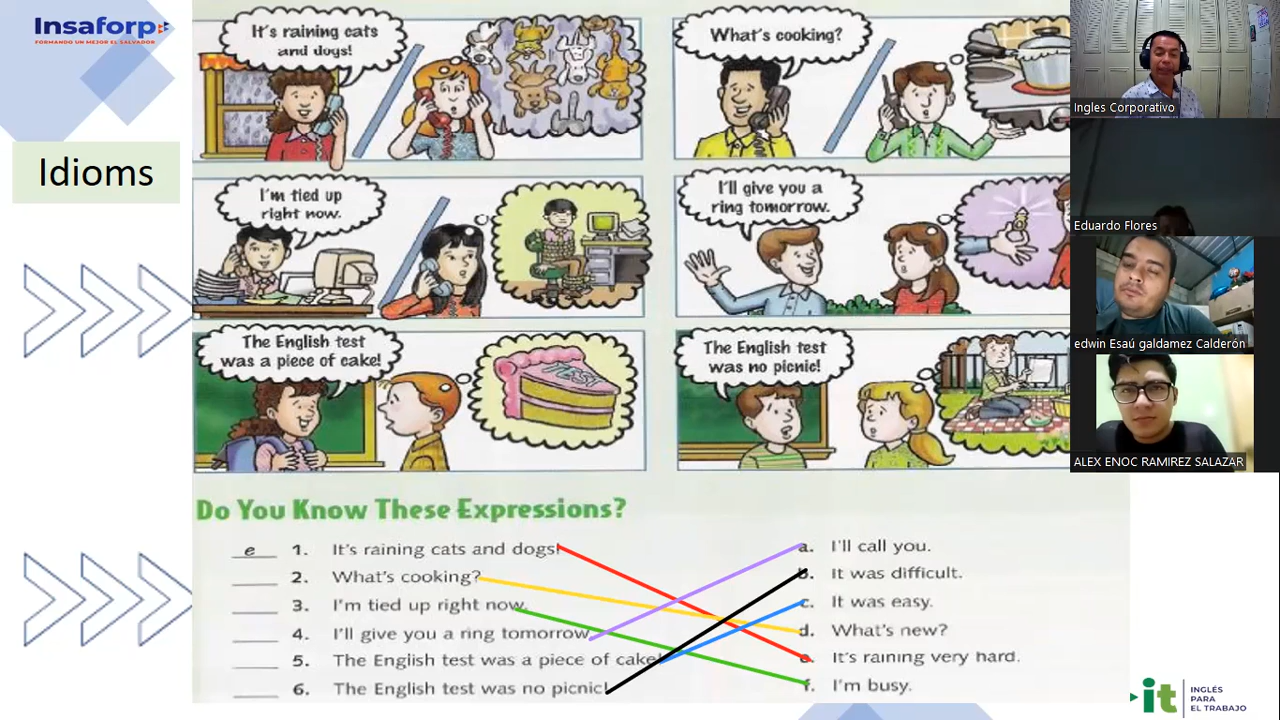 Insaforp
FORMANDO UN MEJOR EL SALVADOR
Idioms
It's raining cats
and dogs!
What's cooking?
I'm tied up
right now.
I'll give you a
ring tomorrow.
The English test
was a piece of cake!
TEST
The English test
was no picnic!
Do You Know These Expressions?
e 1. It's raining cats and dogs!
2. What's cooking?
3. I'm tied up right now.
4. I'll give you a ring tomorrow.
5. The English test was a piece of cake!
6. The English test was no picnic!
a. I'll call you.
b. It was difficult.
c. It was easy.
d. What's new?
e. It's raining very hard.
f. I'm busy.
Ingles Corporativo
Eduardo Flores
edwin Esaú galdamez Calderón
ALEX ENOC RAMIREZ SALAZAR
it
INGLÉS
PARA
EL TRABAJO